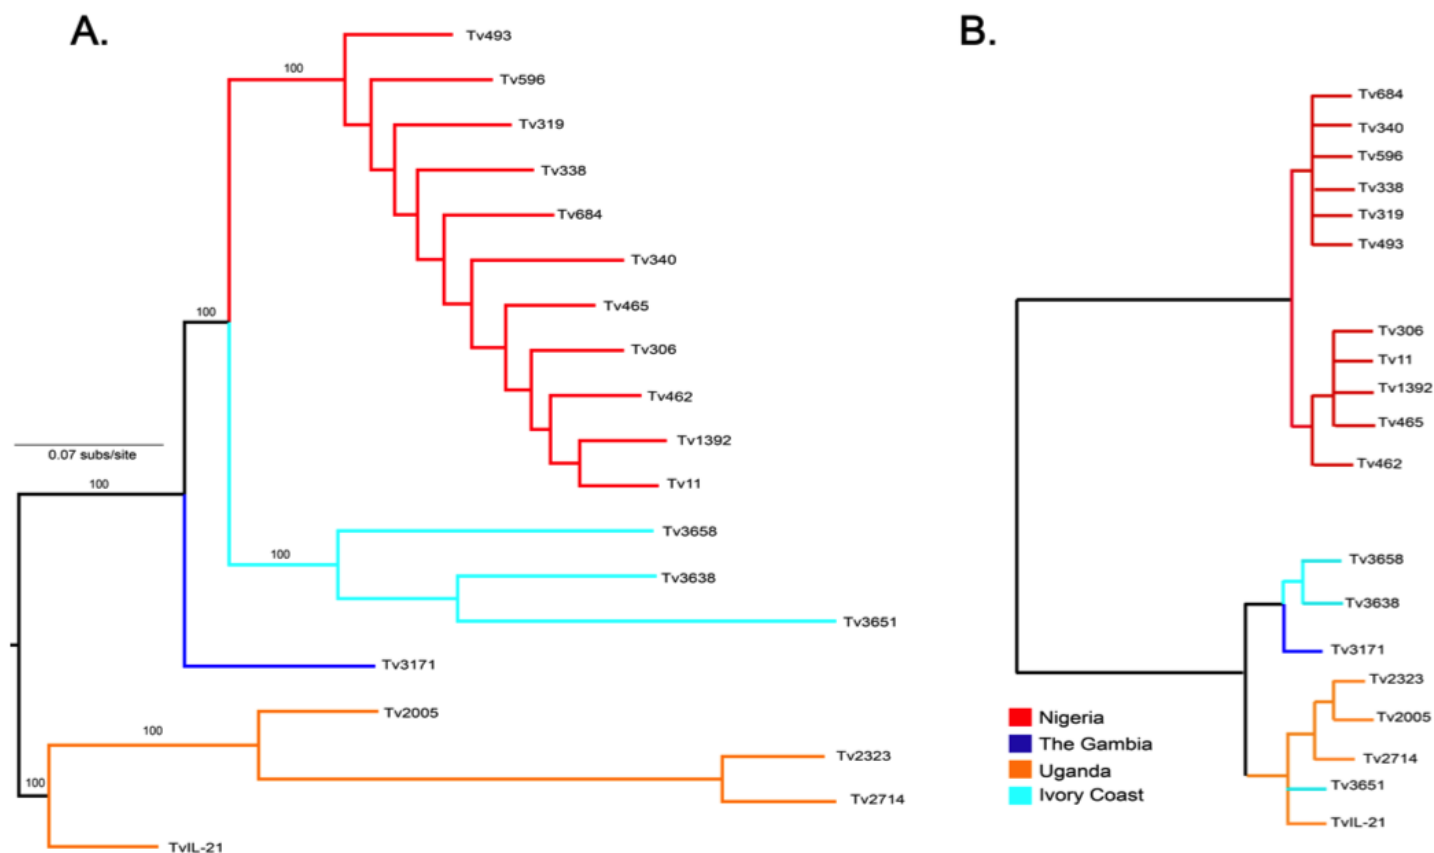 A.
Tv493
100
Tv596
Tv319
Tv338
Tv684
Tv340
Tv465
100
Tv306
Tv462
Tv1392
Tv11
0.07 subs/site
100
Tv3658
100
Tv3638
Tv3651
Tv3171
Tv2005
100
Tv2323
100
Tv2714
TvIL-21
B.
Tv684
Tv340
Tv596
Tv338
Tv319
Tv493
Tv306
Tv11
Tv1392
Tv465
Tv462
Tv3658
Tv3638
Tv3171
Tv2323
Tv2005
Tv2714
Tv3651
TvIL-21
Nigeria
The Gambia
Uganda
Ivory Coast